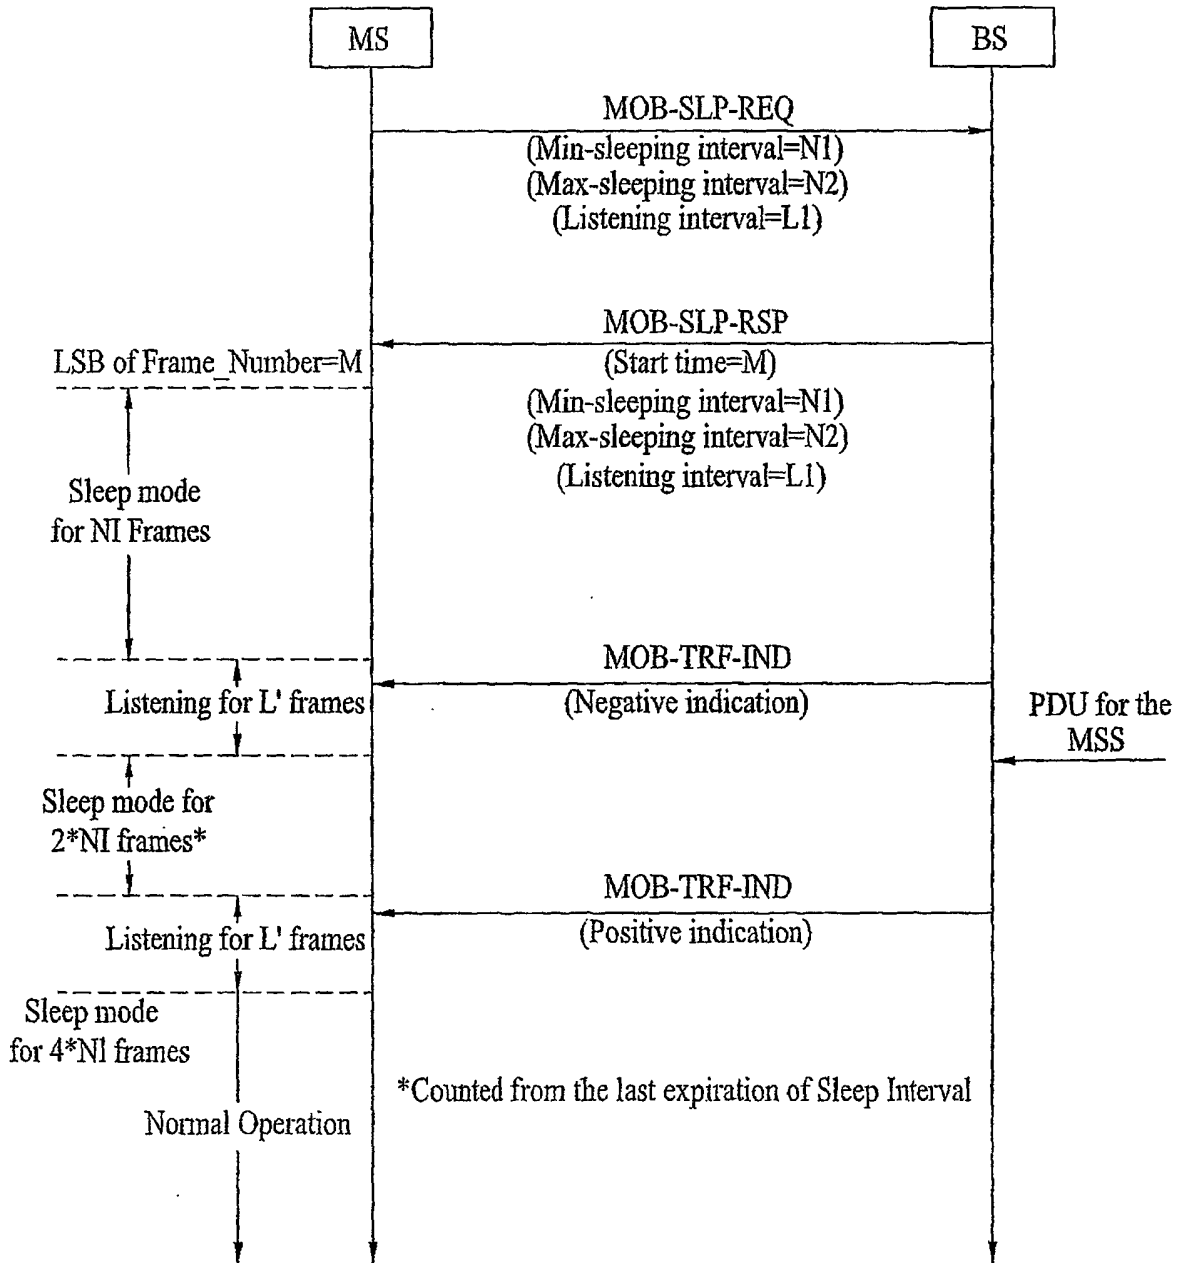 MS
BS
MOB-SLP-REQ
(Min-sleeping interval=N1)
(Max-sleeping interval=N2)
(Listening interval=L1)
MOB-SLP-RSP
LSB of Frame_Number=M
(Start time=M)
(Min-sleeping interval=N1)
(Max-sleeping interval=N2)
(Listening interval=L1)
Sleep mode
for NI Frames
MOB-TRF-IND
Listening for L' frames
(Negative indication)
PDU for the
MSS
Sleep mode for
2*NI frames*
MOB-TRF-IND
Listening for L' frames
(Positive indication)
Sleep mode
for 4*Nl frames
*Counted from the last expiration of Sleep Interval
Normal Operation